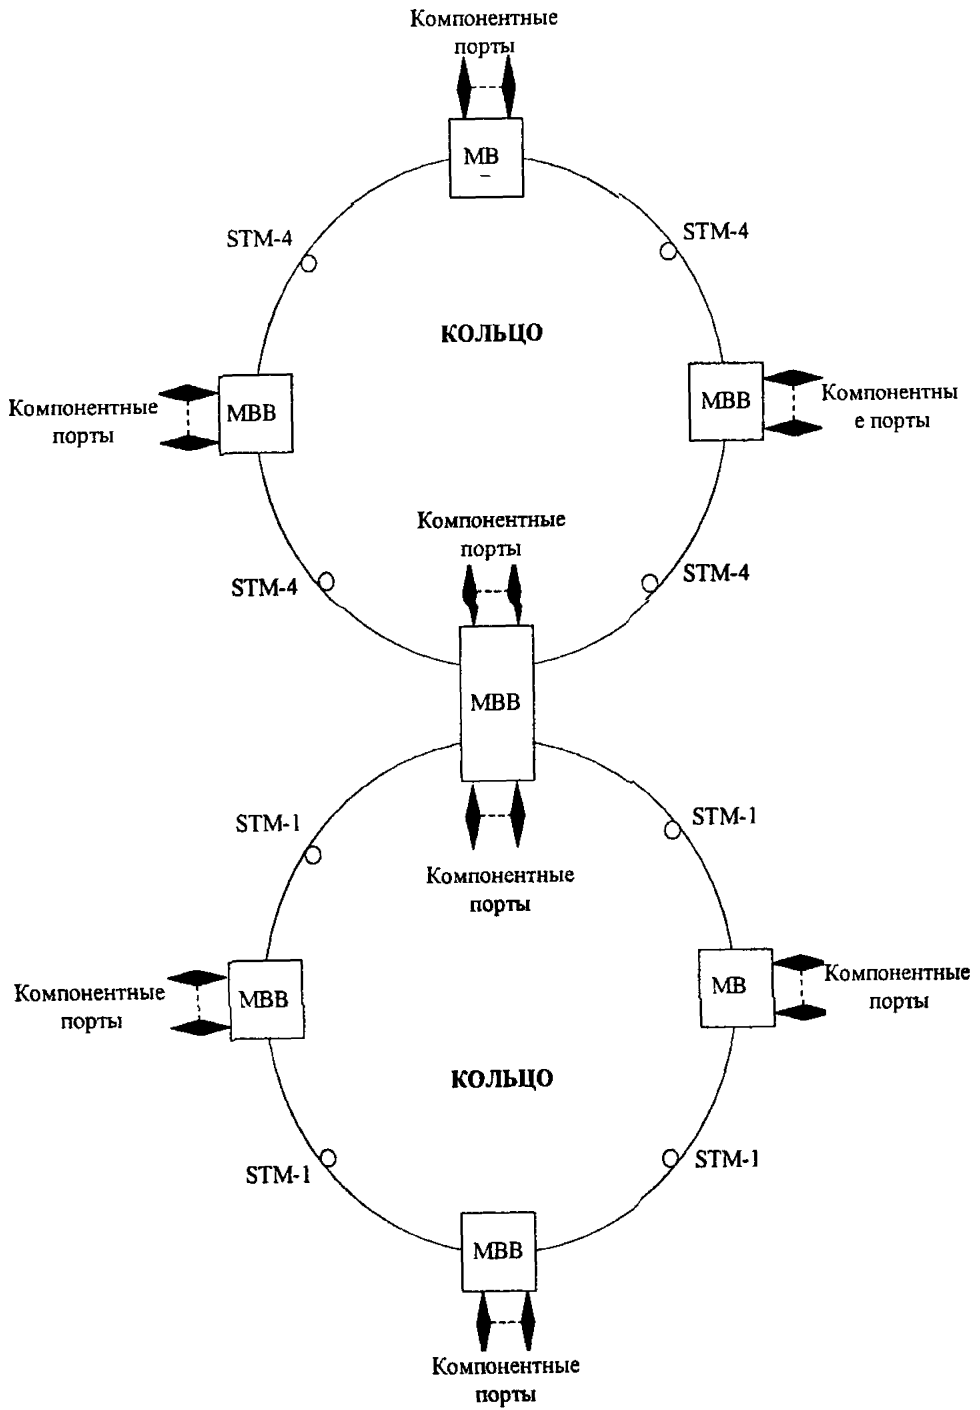 Компонентные
порты
МВ
STM-4
STM-4
КОЛЬЦО
Компонентные
порты
МВВ
МВВ
Компонентны
е порты
Компонентные
порты
STM-4
STM-4
МВВ
STM-1
STM-1
Компонентные
порты
Компонентные
порты
МВВ
МВ
Компонентные
порты
КОЛЬЦО
STM-1
STM-1
МВВ
Компонентные
порты